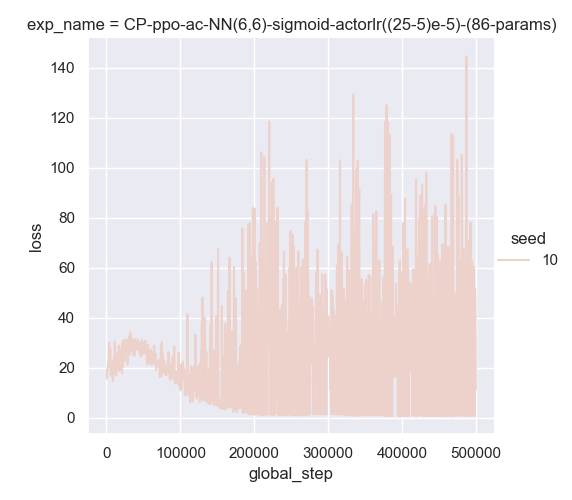 exp_name = CP-ppo-ac-NN(6,6)-sigmoid-actorlr((25-5)e-5)-(86-params)
140
120
100
80
60
40
20
0
loss
seed
10
0 100000 200000 300000 400000 500000
global_step